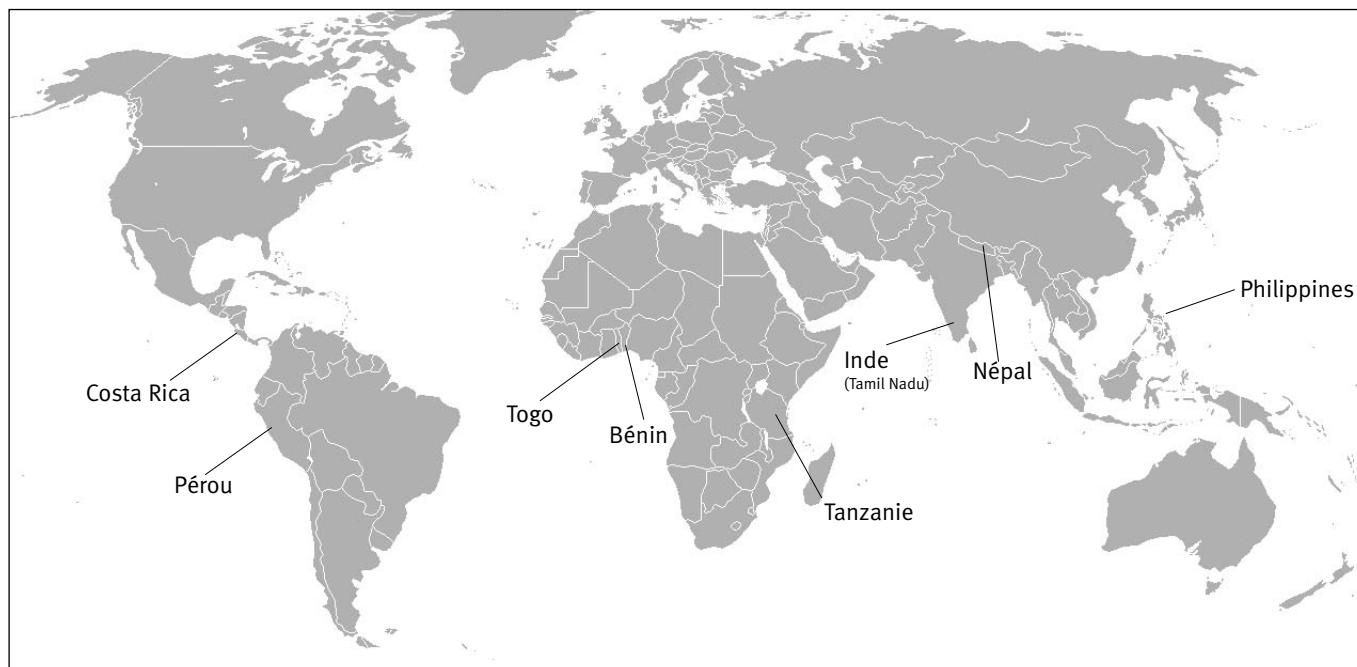 Philippines
Inde
(Tamil Nadu)
Népal
Costa Rica
Togo
Bénin
Pérou
Tanzanie